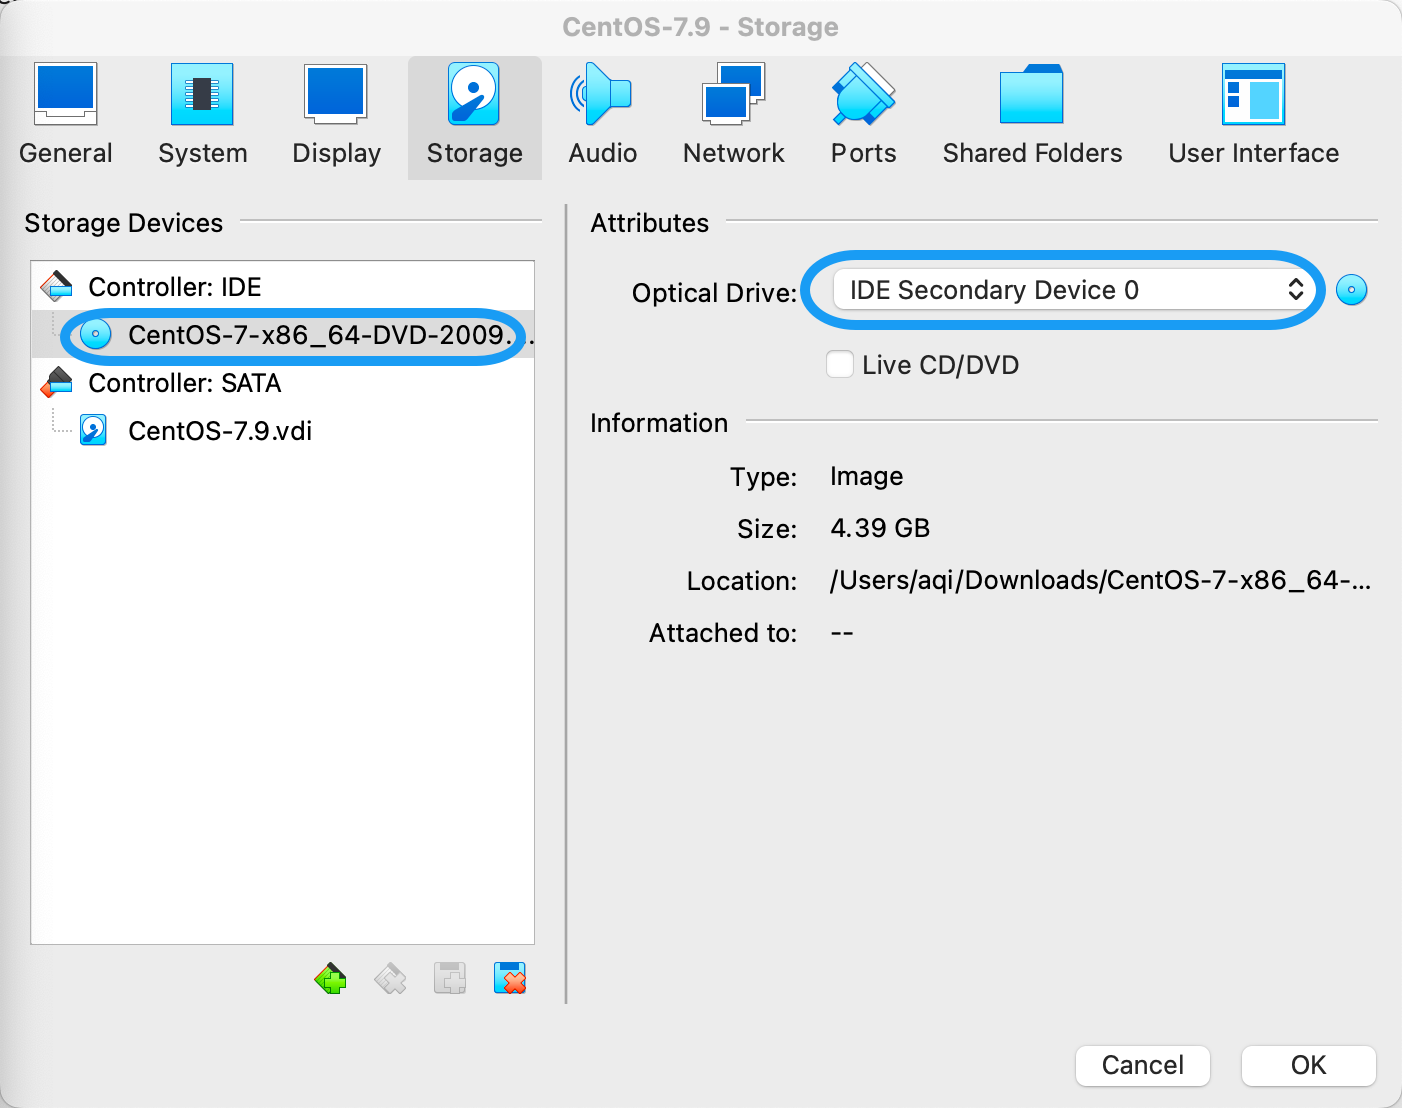 CentOS-7.9 - Storage
General System Display Storage Audio Network Ports Shared Folders User Interface
Storage Devices
Controller: IDE
CentOS-7-x86_64-DVD-2009...
Controller: SATA
CentOS-7.9.vdi
Attributes
Optical Drive: IDE Secondary Device 0
Live CD/DVD
Information
Type: Image
Size: 4.39 GB
Location: /Users/aqi/Downloads/CentOS-7-x86_64-...
Attached to: --
Cancel OK